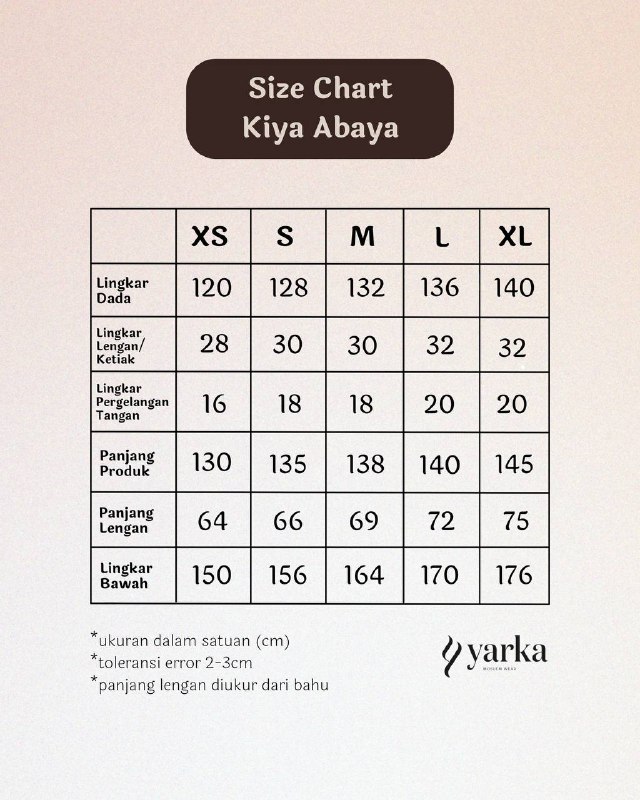 Size Chart
Kiya Abaya
XS S M L XL
Lingkar
Dada
120 128 132 136 140
Lingkar
Lengan/
Ketiak
28 30 30 32 32
Lingkar
Pergelangan
Tangan
16 18 18 20 20
Panjang
Produk
130 135 138 140 145
Panjang
Lengan
64 66 69 72 75
Lingkar
Bawah
150 156 164 170 176
*ukuran dalam satuan (cm)
*toleransi error 2-3cm
*panjang lengan diukur dari bahu
yarka